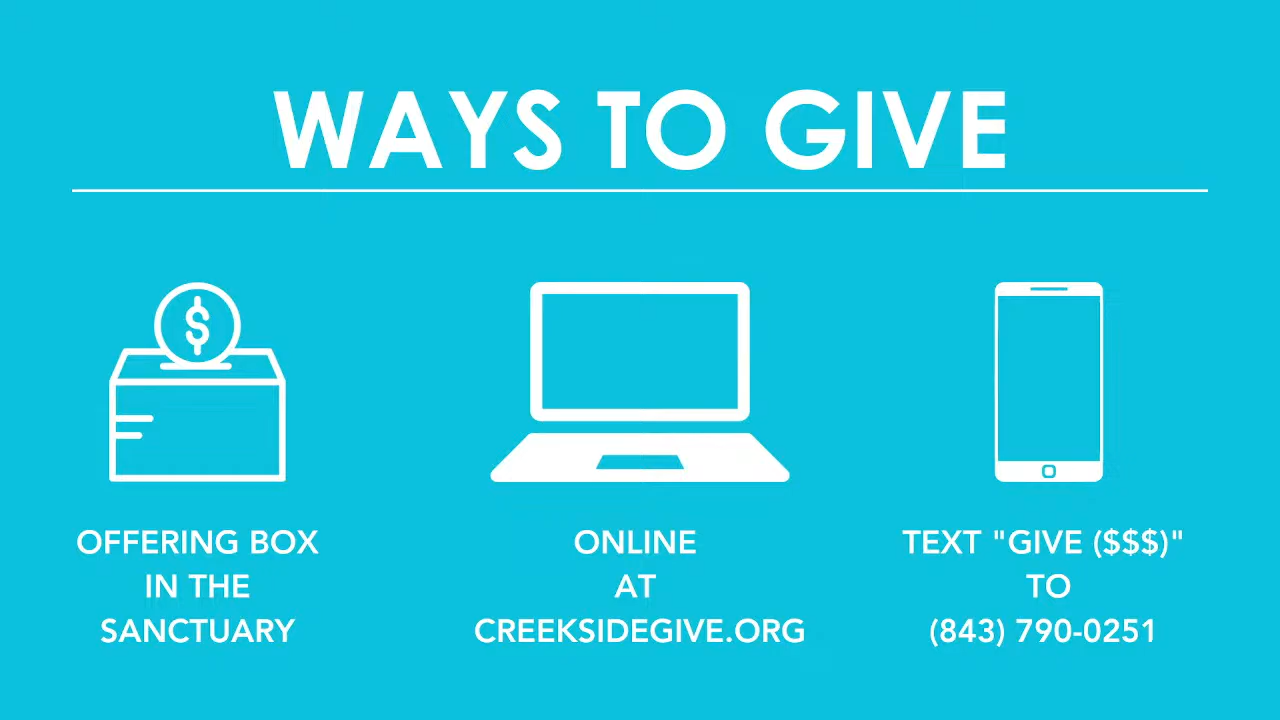 WAYS TO GIVE
$
OFFERING BOX
IN THE
SANCTUARY
ONLINE
AT
CREEKSIDEGIVE.ORG
TEXT "GIVE ($$$)"
TO
(843) 790-0251